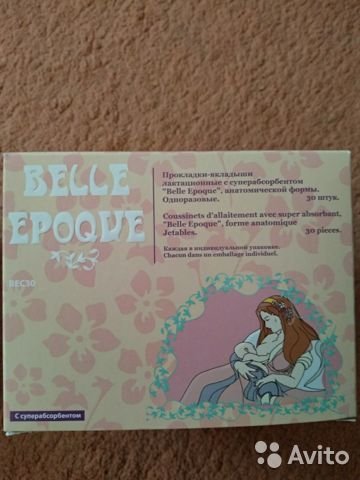 BELLE
EPOQUE
BEC30
С суперабсорбентом
Прокладки-вкладыши
лактационные с суперабсорбентом
"Belle Epoque", анатомической формы.
Одноразовые. 30 штук.
Coussinets d'allaitement avec super absorbant,
"Belle Epoque", forme anatomique
Jetables. 30 pieces.
Каждая в индивидуальной упаковке.
Chacun dans un emballage individuel.
Avito